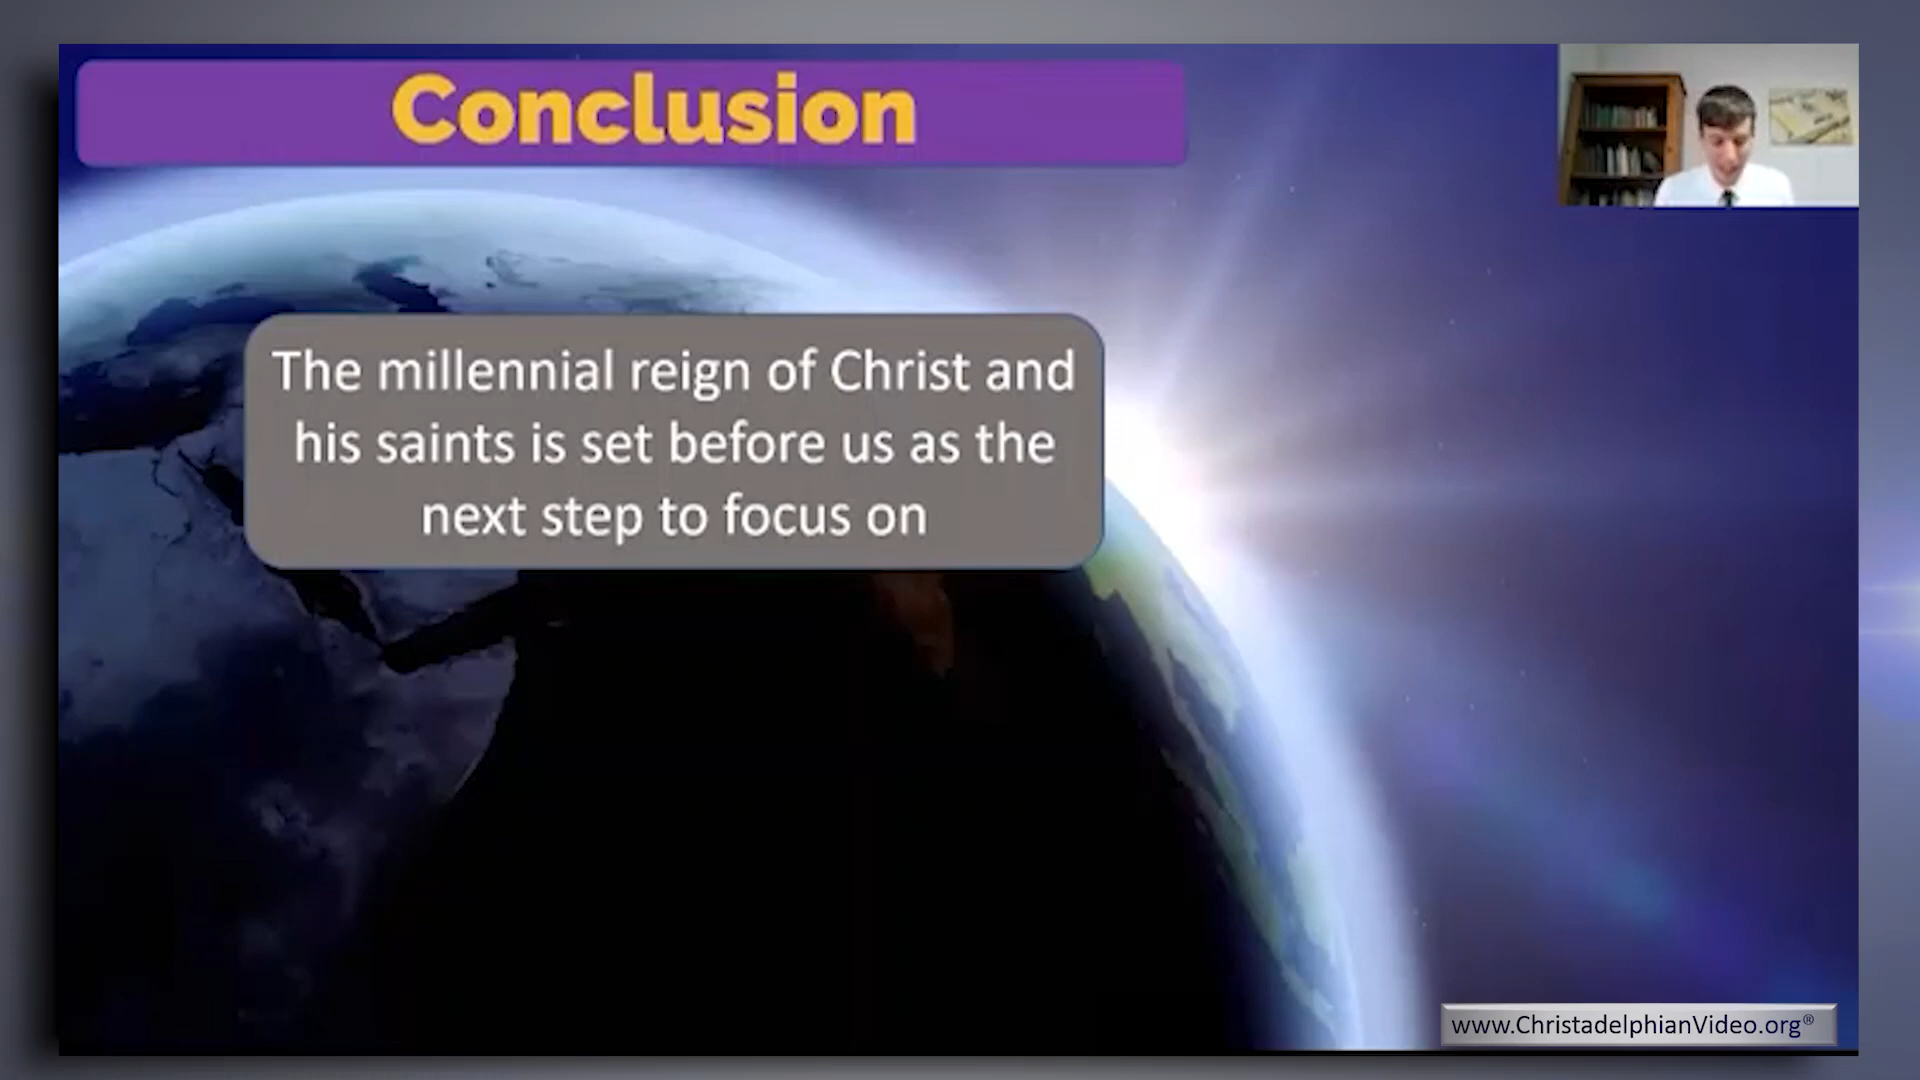 Conclusion
The millennial reign of Christ and
his saints is set before us as the
next step to focus on
www.ChristadelphianVideo.org®